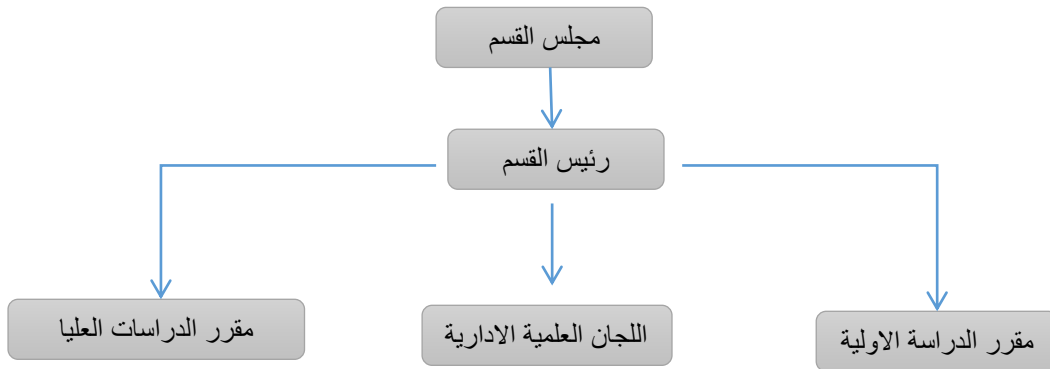 مجلس القسم
رئيس القسم
مقرر الدراسة الاولية
اللجان العلمية الادارية
مقرر الدراسات العليا